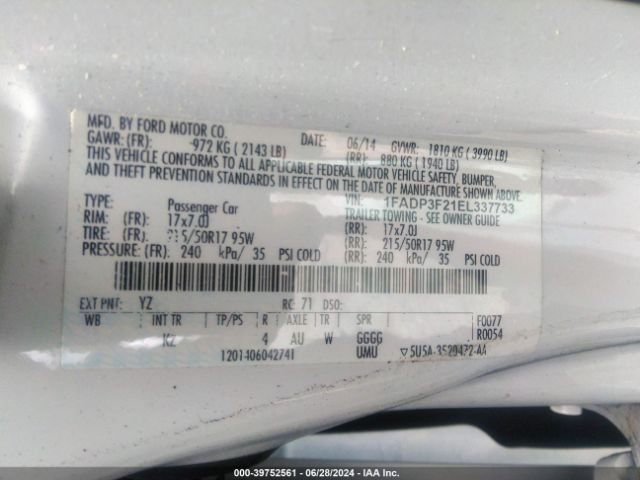 MFD. BY FORD MOTOR CO.
DATE: 06/14 GVWR: 1810 KG ( 3990 LB)
GAWR: (FR): -972 KG ( 2143 LB) (RR): 880 KG ( 1940 LB)
THIS VEHICLE CONFORMS TO ALL APPLICABLE FEDERAL MOTOR VEHICLE SAFETY, BUMPER,
AND THEFT PREVENTION STANDARDS IN EFFECT ON THE DATE OF MANUFACTURE SHOWN ABOVE.
VIN: 1FADP3F21EL337733
TYPE: Passenger Car TRAILER TOWING - SEE OWNER GUIDE
RIM: (FR): 17x7.0J (RR): 17x7.0J
TIRE: (FR): 215/50R17 95W (RR): 215/50R17 95W
PRESSURE: (FR): 240 kPa/ 35 PSI COLD (RR): 240 kPa/ 35 PSI COLD
EXT PNT: YZ RC: 71 DSO:
WB INT TR TP/PS R AXLE TR SPR F0077
KZ 4 AU W GGGG R0054
1201406042741 UMU ▽5U5A-3520472-AA
000-39752561 - 06/28/2024 - IAA Inc.